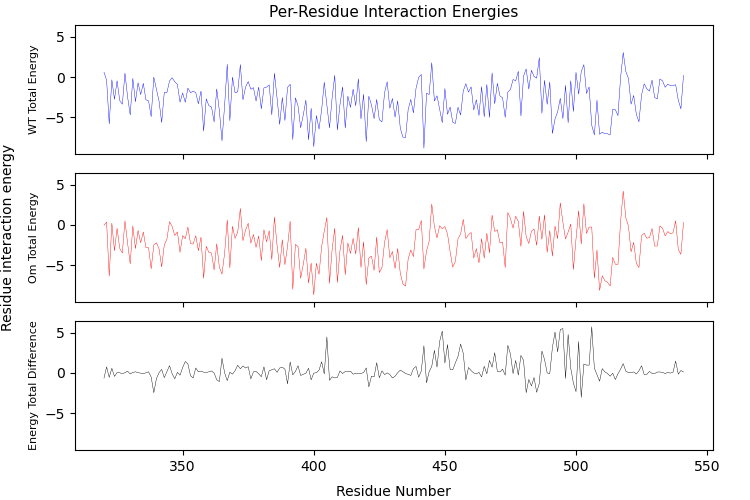 Per-Residue Interaction Energies
Residue interaction energy
WT Total Energy
5
0
−5
Om Total Energy
5
0
−5
Energy Total Difference
5
0
−5
350
400
450
500
550
Residue Number